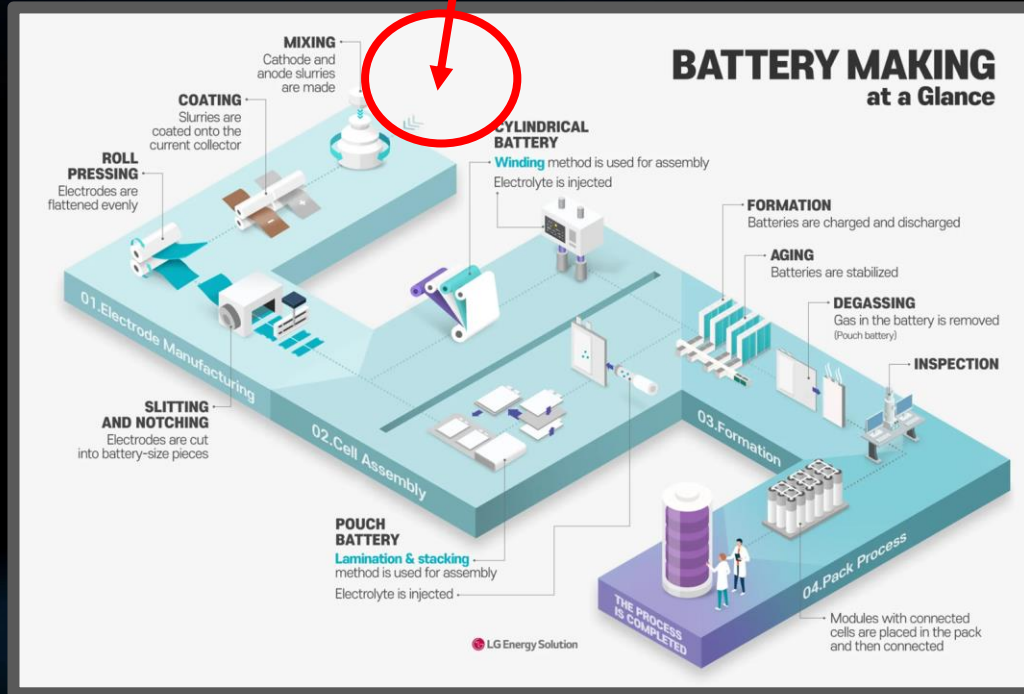 BATTERY MAKING
at a Glance
MIXING
Cathode and
anode slurries
are made
COATING
Slurries are
coated onto the
current collector
ROLL
PRESSING
Electrodes are
flattened evenly
SLITTING
AND NOTCHING
Electrodes are cut
into battery-size pieces
01.Electrode Manufacturing
CYLINDRICAL
BATTERY
Winding method is used for assembly
Electrolyte is injected
02.Cell Assembly
POUCH
BATTERY
Lamination & stacking
method is used for assembly
Electrolyte is injected
FORMATION
Batteries are charged and discharged
AGING
Batteries are stabilized
DEGASSING
Gas in the battery is removed
(Pouch battery)
INSPECTION
03.Formation
04.Pack Process
Modules with connected
cells are placed in the pack
and then connected
THE PROCESS
IS COMPLETED
LG Energy Solution